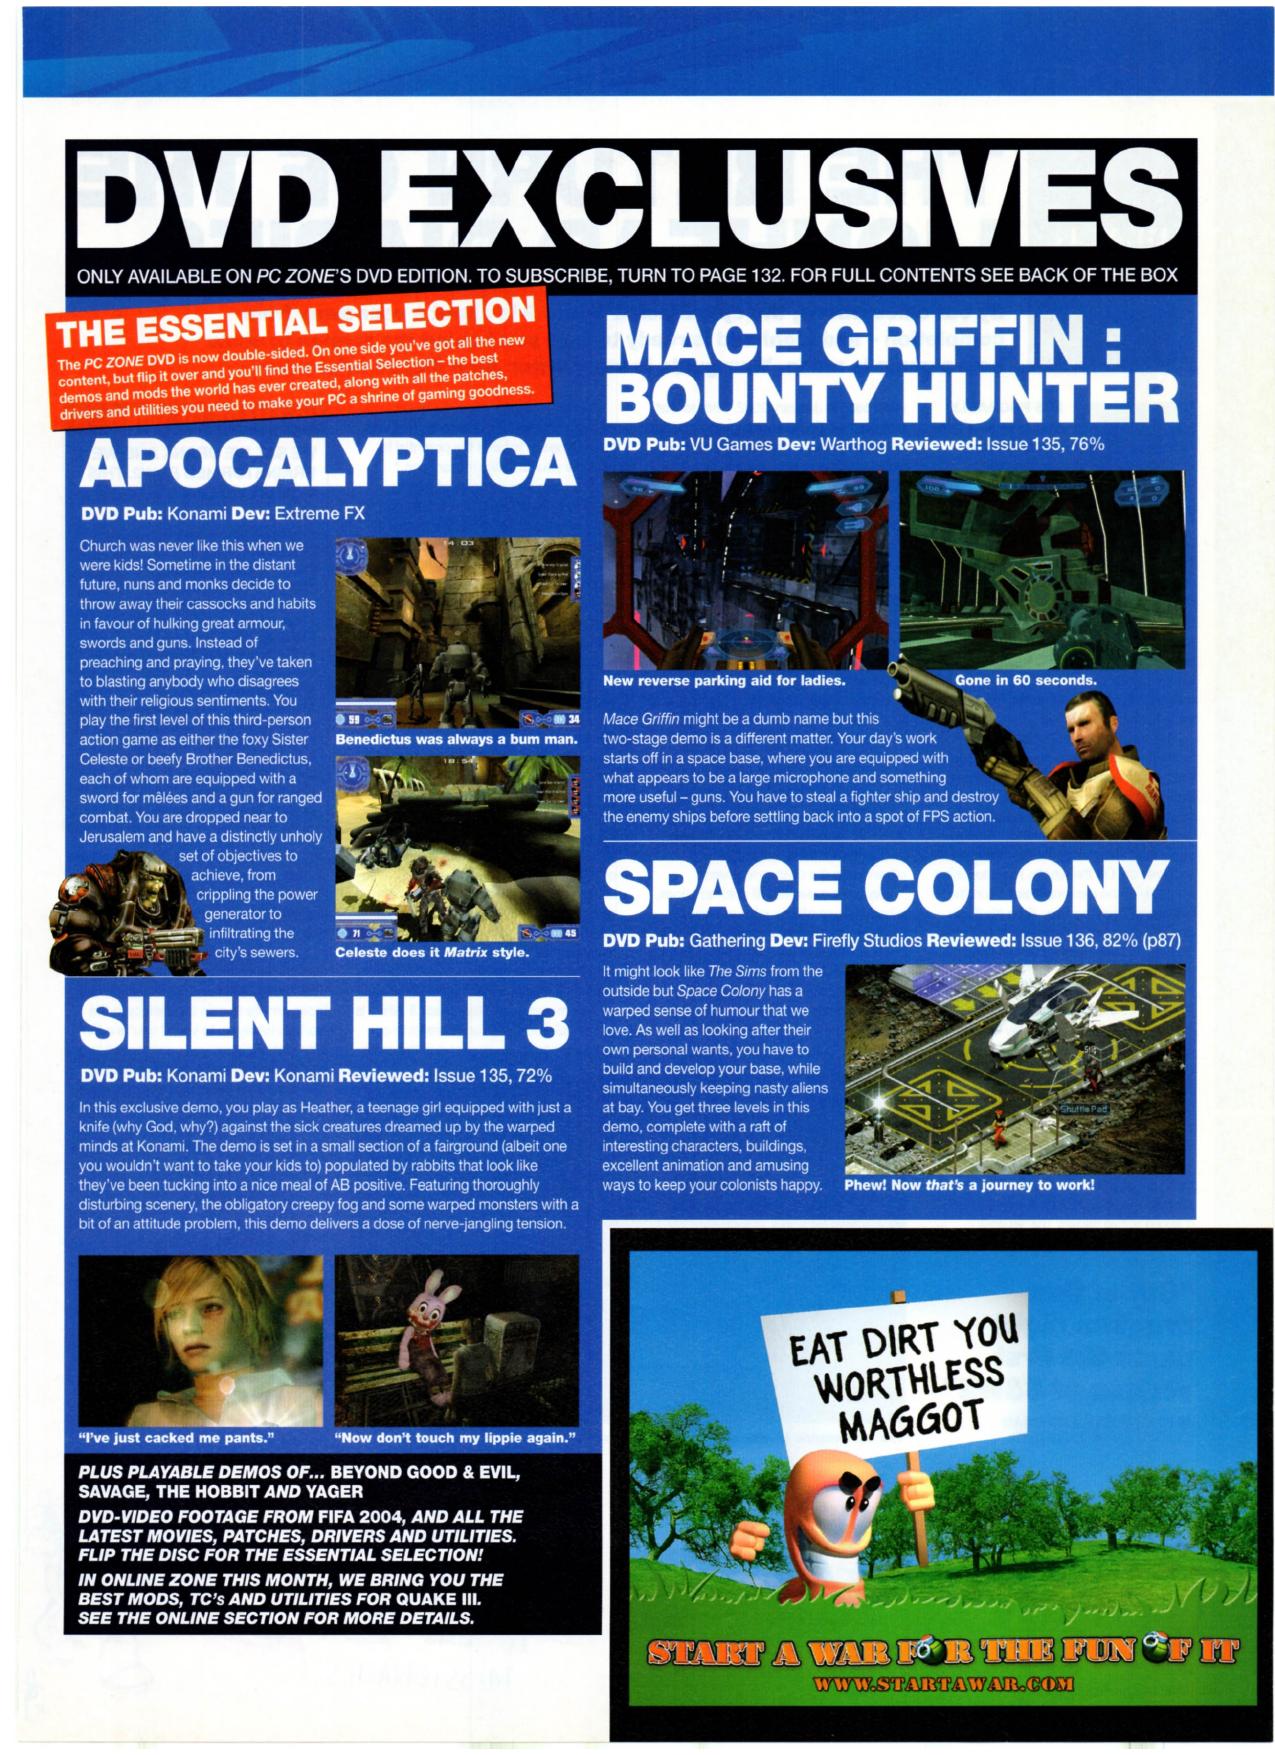 DVD EXCLUSIVES
ONLY AVAILABLE ON PC ZONE'S DVD EDITION. TO SUBSCRIBE, TURN TO PAGE 132. FOR FULL CONTENTS SEE BACK OF THE BOX
THE ESSENTIAL SELECTION
The PC ZONE DVD is now double-sided. On one side you've got all the new
content, but flip it over and you'll find the Essential Selection – the best
demos and mods the world has ever created, along with all the patches,
drivers and utilities you need to make your PC a shrine of gaming goodness.
APOCALYPTICA
DVD Pub: Konami Dev: Extreme FX
Church was never like this when we
were kids! Sometime in the distant
future, nuns and monks decide to
throw away their cassocks and habits
in favour of hulking great armour,
swords and guns. Instead of
preaching and praying, they've taken
to blasting anybody who disagrees
with their religious sentiments. You
play the first level of this third-person
action game as either the foxy Sister
Celeste or beefy Brother Benedictus,
each of whom are equipped with a
sword for mêlées and a gun for ranged
combat. You are dropped near to
Jerusalem and have a distinctly unholy
set of objectives to
achieve, from
crippling the power
generator to
infiltrating the
city's sewers.
14:03
59
34
Benedictus was always a bum man.
18:54
71
45
Celeste does it Matrix style.
SILENT HILL 3
DVD Pub: Konami Dev: Konami Reviewed: Issue 135, 72%
In this exclusive demo, you play as Heather, a teenage girl equipped with just a
knife (why God, why?) against the sick creatures dreamed up by the warped
minds at Konami. The demo is set in a small section of a fairground (albeit one
you wouldn't want to take your kids to) populated by rabbits that look like
they've been tucking into a nice meal of AB positive. Featuring thoroughly
disturbing scenery, the obligatory creepy fog and some warped monsters with a
bit of an attitude problem, this demo delivers a dose of nerve-jangling tension.
"I've just cacked me pants."
"Now don't touch my lippie again."
PLUS PLAYABLE DEMOS OF... BEYOND GOOD & EVIL,
SAVAGE, THE HOBBIT AND YAGER
DVD-VIDEO FOOTAGE FROM FIFA 2004, AND ALL THE
LATEST MOVIES, PATCHES, DRIVERS AND UTILITIES.
FLIP THE DISC FOR THE ESSENTIAL SELECTION!
IN ONLINE ZONE THIS MONTH, WE BRING YOU THE
BEST MODS, TC's AND UTILITIES FOR QUAKE III.
SEE THE ONLINE SECTION FOR MORE DETAILS.
MACE GRIFFIN :
BOUNTY HUNTER
DVD Pub: VU Games Dev: Warthog Reviewed: Issue 135, 76%
New reverse parking aid for ladies.
Gone in 60 seconds.
Mace Griffin might be a dumb name but this
two-stage demo is a different matter. Your day's work
starts off in a space base, where you are equipped with
what appears to be a large microphone and something
more useful – guns. You have to steal a fighter ship and destroy
the enemy ships before settling back into a spot of FPS action.
SPACE COLONY
DVD Pub: Gathering Dev: Firefly Studios Reviewed: Issue 136, 82% (p87)
It might look like The Sims from the
outside but Space Colony has a
warped sense of humour that we
love. As well as looking after their
own personal wants, you have to
build and develop your base, while
simultaneously keeping nasty aliens
at bay. You get three levels in this
demo, complete with a raft of
interesting characters, buildings,
excellent animation and amusing
ways to keep your colonists happy.
Shuttle Pad
Phew! Now that's a journey to work!
EAT DIRT YOU
WORTHLESS
MAGGOT
START A WAR FOR THE FUN OF IT
WWW.STARTAWAR.COM